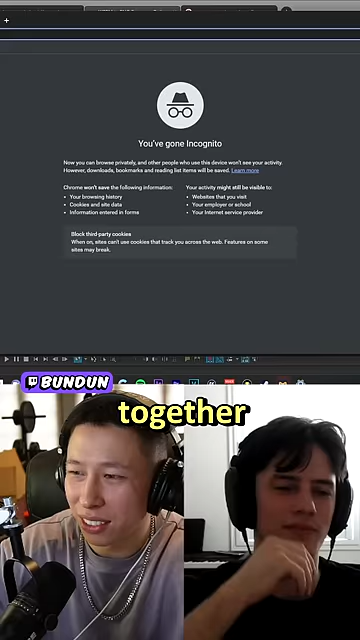 You've gone Incognito
Now you can browse privately, and other people who use this device won't see your activity.
However, downloads, bookmarks and reading list items will be saved. Learn more
Chrome won't save the following information:
• Your browsing history
• Cookies and site data
• Information entered in forms
Your activity might still be visible to:
• Websites that you visit
• Your employer or school
• Your Internet service provider
Block third-party cookies
When on, sites can't use cookies that track you across the web. Features on some
sites may break.
BUNDUN
together